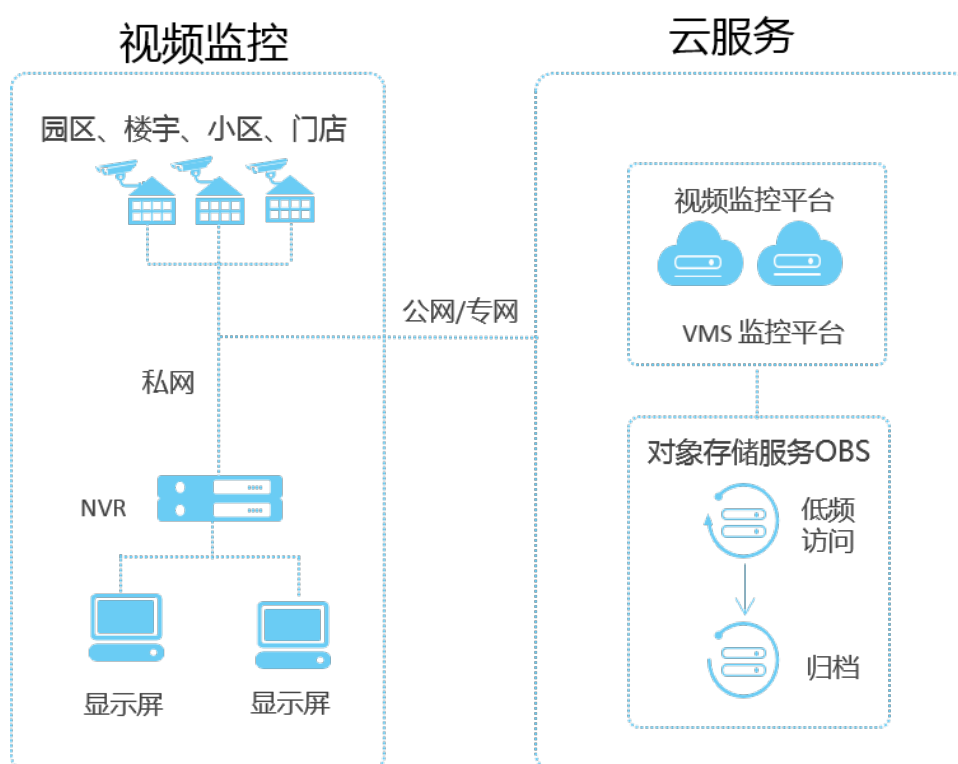 视频监控
云服务
园区、楼宇、小区、门店
公网/专网
私网
NVR
显示屏
显示屏
视频监控平台
VMS 监控平台
对象存储服务OBS
低频
访问
归档